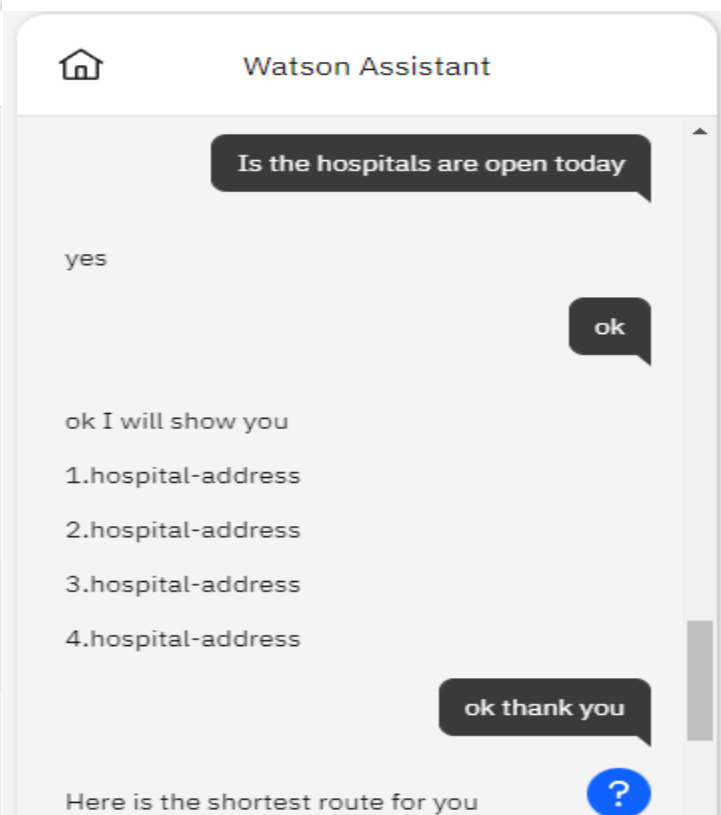 Watson Assistant
Is the hospitals are open today
yes
ok
ok I will show you
1.hospital-address
2.hospital-address
3.hospital-address
4.hospital-address
ok thank you
Here is the shortest route for you
?